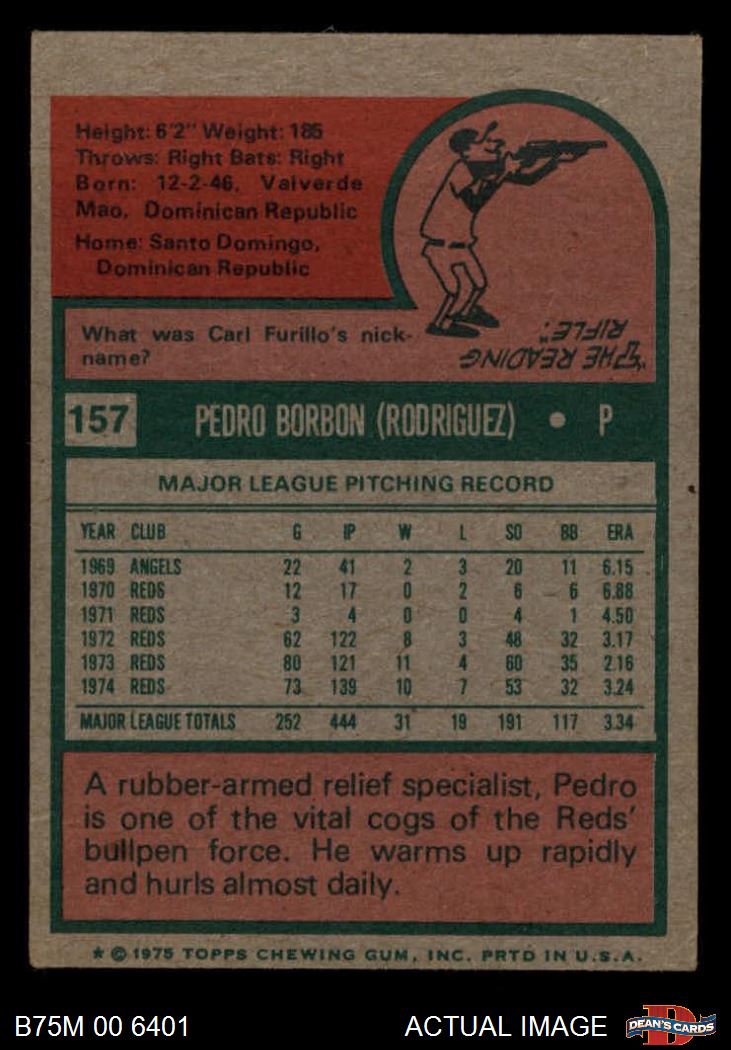 Height: 6'2" Weight: 185
Throws: Right Bats: Right
Born: 12-2-46, Valverde
Mao, Dominican Republic
Home: Santo Domingo,
Dominican Republic
What was Carl Furillo's nick-
name?
"THE READING
RIFLE."
157 PEDRO BORBON (RODRIGUEZ) • P
MAJOR LEAGUE PITCHING RECORD
YEAR CLUB G IP W L SO BB ERA
1969 ANGELS 22 41 2 3 20 11 6.15
1970 REDS 12 17 0 2 6 6 6.88
1971 REDS 3 4 0 0 4 1 4.50
1972 REDS 62 122 8 3 48 32 3.17
1973 REDS 80 121 11 4 60 35 2.16
1974 REDS 73 139 10 7 53 32 3.24
MAJOR LEAGUE TOTALS 252 444 31 19 191 117 3.34
A rubber-armed relief specialist, Pedro
is one of the vital cogs of the Reds'
bullpen force. He warms up rapidly
and hurls almost daily.
* © 1975 TOPPS CHEWING GUM, INC. PRTD IN U.S.A.
B75M 00 6401 ACTUAL IMAGE
D
DEAN'S CARDS